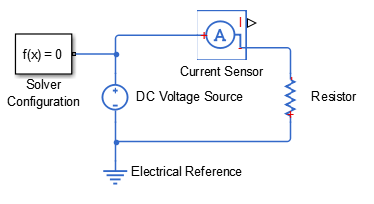 I
A
f(x) = 0
Current Sensor
Solver
Configuration
+
-
DC Voltage Source
Resistor
Electrical Reference